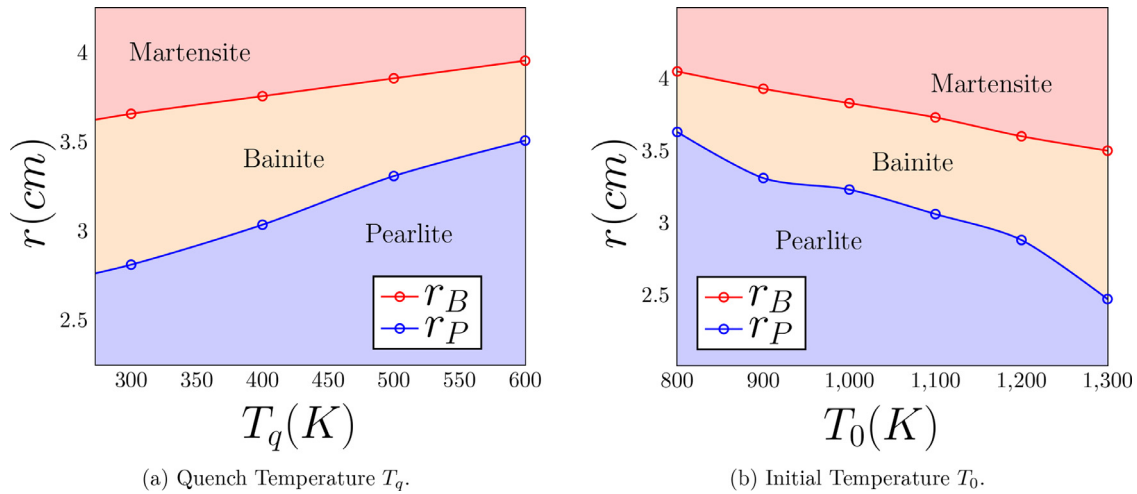 4
3.5
3
2.5
r(cm)
Martensite
Bainite
Pearlite
r_B
r_P
300 350 400 450 500 550 600
T_q(K)
(a) Quench Temperature T_q.
4
3.5
3
2.5
r(cm)
Martensite
Bainite
Pearlite
r_B
r_P
800 900 1,000 1,100 1,200 1,300
T_0(K)
(b) Initial Temperature T_0.